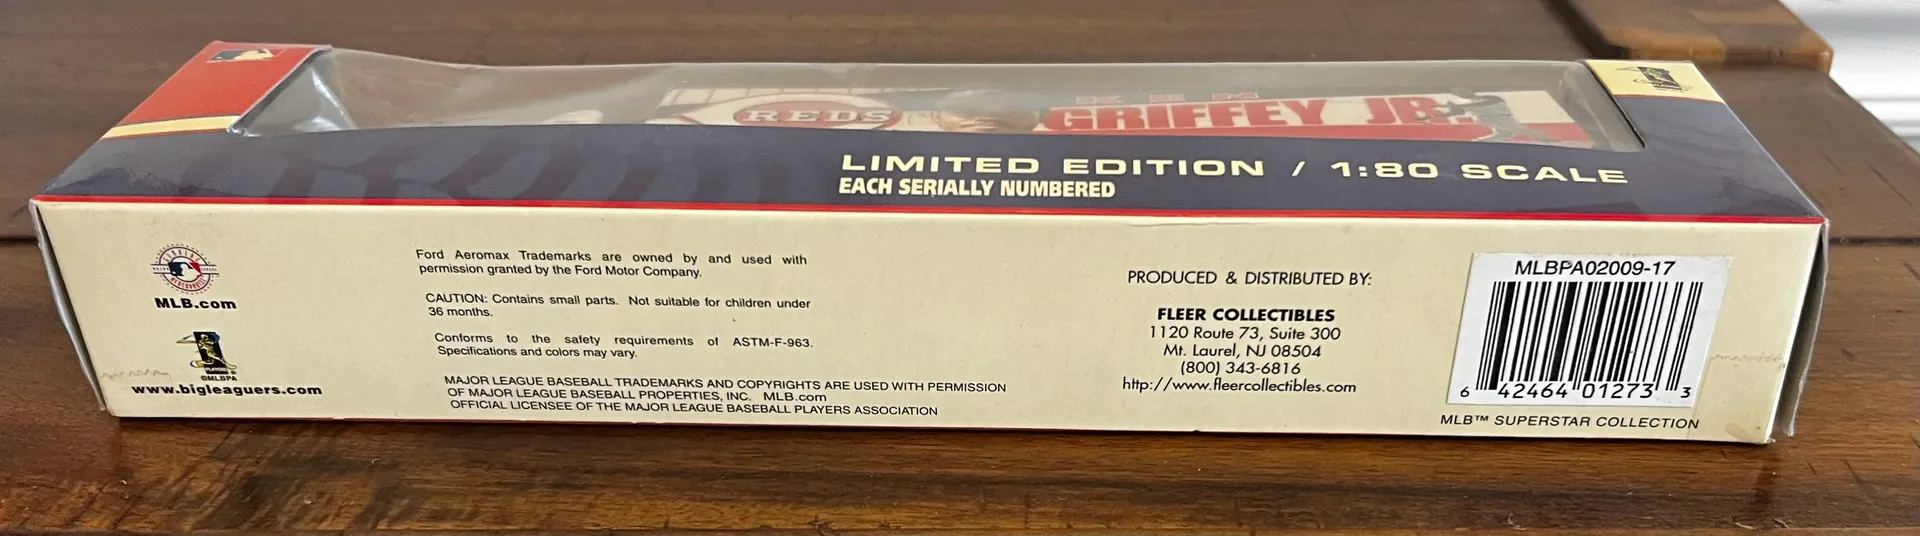 REDS
KEN
GRIFFEY JR.
LIMITED EDITION / 1:80 SCALE
EACH SERIALLY NUMBERED
MLB.com
PLAYERS
©MLBPA
www.bigleaguers.com
Ford Aeromax Trademarks are owned by and used with
permission granted by the Ford Motor Company.
CAUTION: Contains small parts. Not suitable for children under
36 months.
Conforms to the safety requirements of ASTM-F-963.
Specifications and colors may vary.
MAJOR LEAGUE BASEBALL TRADEMARKS AND COPYRIGHTS ARE USED WITH PERMISSION
OF MAJOR LEAGUE BASEBALL PROPERTIES, INC. MLB.com
OFFICIAL LICENSEE OF THE MAJOR LEAGUE BASEBALL PLAYERS ASSOCIATION
PRODUCED & DISTRIBUTED BY:
FLEER COLLECTIBLES
1120 Route 73, Suite 300
Mt. Laurel, NJ 08504
(800) 343-6816
http://www.fleercollectibles.com
MLBPA02009-17
6 42464 01273 3
MLB™ SUPERSTAR COLLECTION